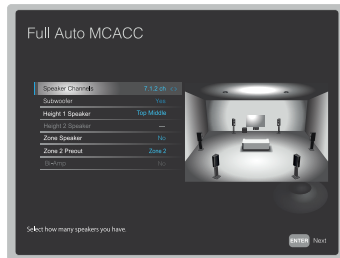 Full Auto MCACC
Speaker Channels 7.1.2 ch
Subwoofer Yes
Height 1 Speaker Top Middle
Height 2 Speaker ---
Zone Speaker No
Zone 2 Preout Zone 2
Bi-Amp No
Select how many speakers you have.
ENTER Next